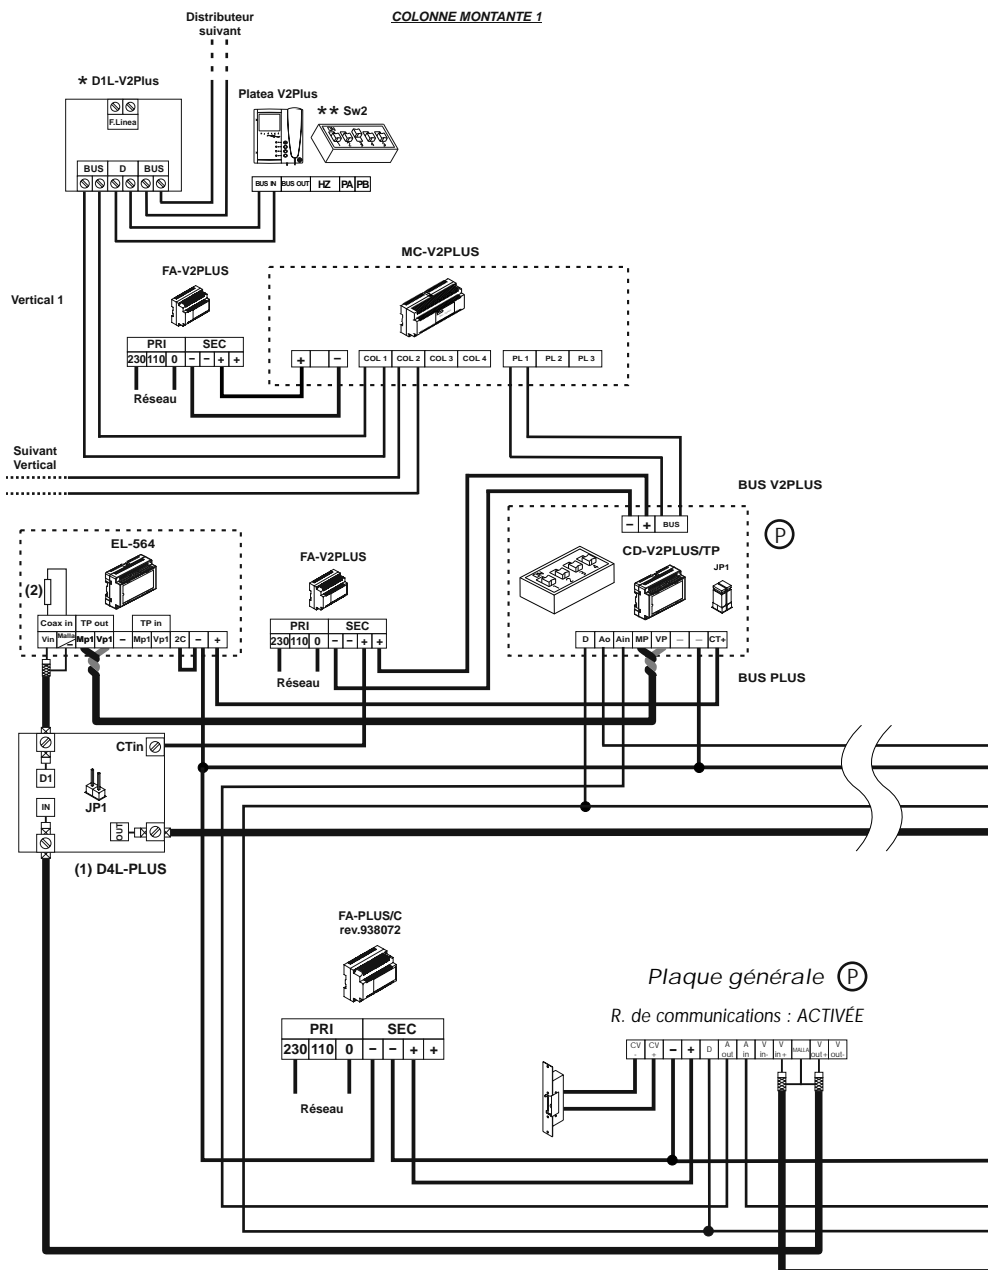 Distributeur
suivant
COLONNE MONTANTE 1
* D1L-V2Plus
Platea V2Plus
** Sw2
F.Linea
BUS D BUS
BUS IN BUS OUT HZ PA PB
MC-V2PLUS
FA-V2PLUS
Vertical 1
PRI SEC
230 110 0 – – + +
+ –
COL 1 COL 2 COL 3 COL 4
PL 1 PL 2 PL 3
Réseau
Suivant
Vertical
BUS V2PLUS
– + BUS
P
EL-564
FA-V2PLUS
CD-V2PLUS/TP
JP1
(2)
Coax in TP out TP in
Vin Malla Mp1 Vp1 – Mp1 Vp1 2C – +
PRI SEC
230 110 0 – – + +
D Ao Ain MP VP – – CT+
Réseau
BUS PLUS
CTin
D1
JP1
IN
OUT
(1) D4L-PLUS
FA-PLUS/C
rev.938072
Plaque générale P
R. de communications : ACTIVÉE
PRI SEC
230 110 0 – – + +
CV - CV + – + D A out A in V in- V in+ MALLA V out+ V out-
Réseau